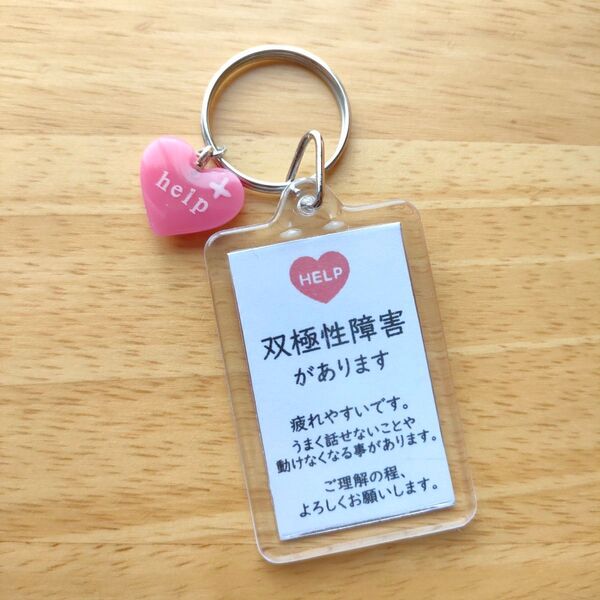 help
HELP
双極性障害
があります
疲れやすいです。
うまく話せないことや
動けなくなる事があります。
ご理解の程、
よろしくお願いします。